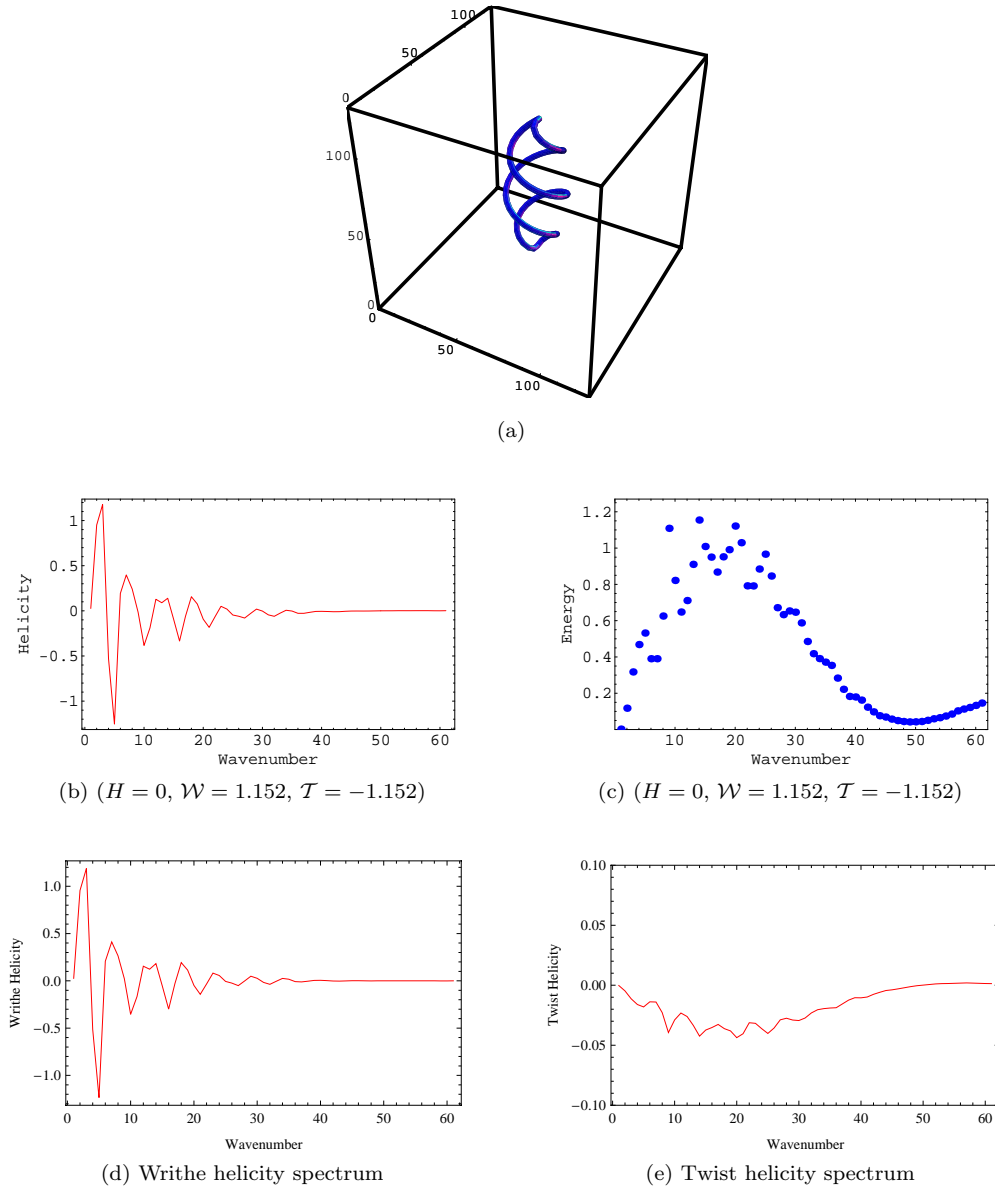 100
50
0
100
50
0
0
50
100
(a)
1
0.5
0
-0.5
-1
Helicity
0 10 20 30 40 50 60
Wavenumber
(b) (H = 0, W = 1.152, T = −1.152)
1.2
1
0.8
0.6
0.4
0.2
Energy
10 20 30 40 50 60
Wavenumber
(c) (H = 0, W = 1.152, T = −1.152)
1.0
0.5
0.0
−0.5
−1.0
Writhe Helicity
0 10 20 30 40 50 60
Wavenumber
(d) Writhe helicity spectrum
0.10
0.05
0.00
−0.05
−0.10
Twist Helicity
0 10 20 30 40 50 60
Wavenumber
(e) Twist helicity spectrum